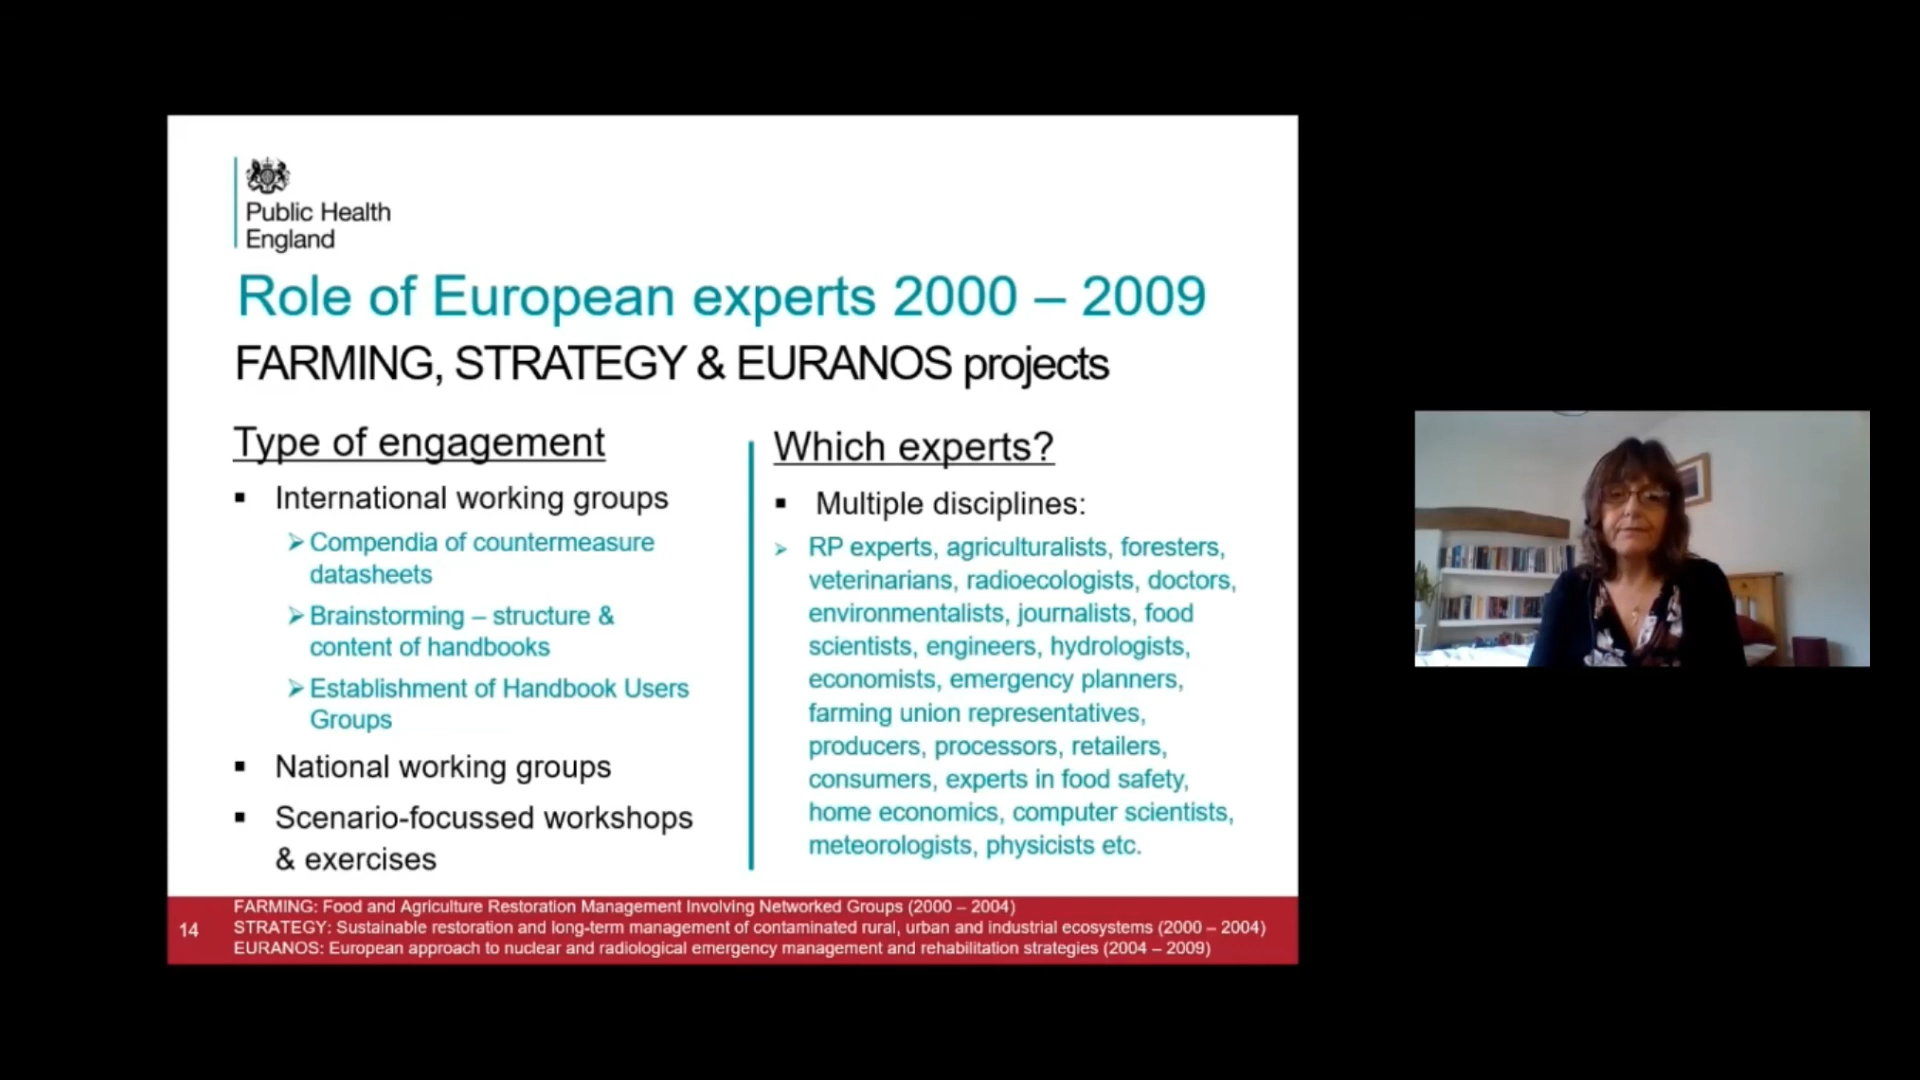 Public Health
England
Role of European experts 2000 – 2009
FARMING, STRATEGY & EURANOS projects
Type of engagement
▪ International working groups
➢ Compendia of countermeasure
datasheets
➢ Brainstorming – structure &
content of handbooks
➢ Establishment of Handbook Users
Groups
▪ National working groups
▪ Scenario-focussed workshops
& exercises
Which experts?
▪ Multiple disciplines:
➢ RP experts, agriculturalists, foresters,
veterinarians, radioecologists, doctors,
environmentalists, journalists, food
scientists, engineers, hydrologists,
economists, emergency planners,
farming union representatives,
producers, processors, retailers,
consumers, experts in food safety,
home economics, computer scientists,
meteorologists, physicists etc.
14
FARMING: Food and Agriculture Restoration Management Involving Networked Groups (2000 – 2004)
STRATEGY: Sustainable restoration and long-term management of contaminated rural, urban and industrial ecosystems (2000 – 2004)
EURANOS: European approach to nuclear and radiological emergency management and rehabilitation strategies (2004 – 2009)